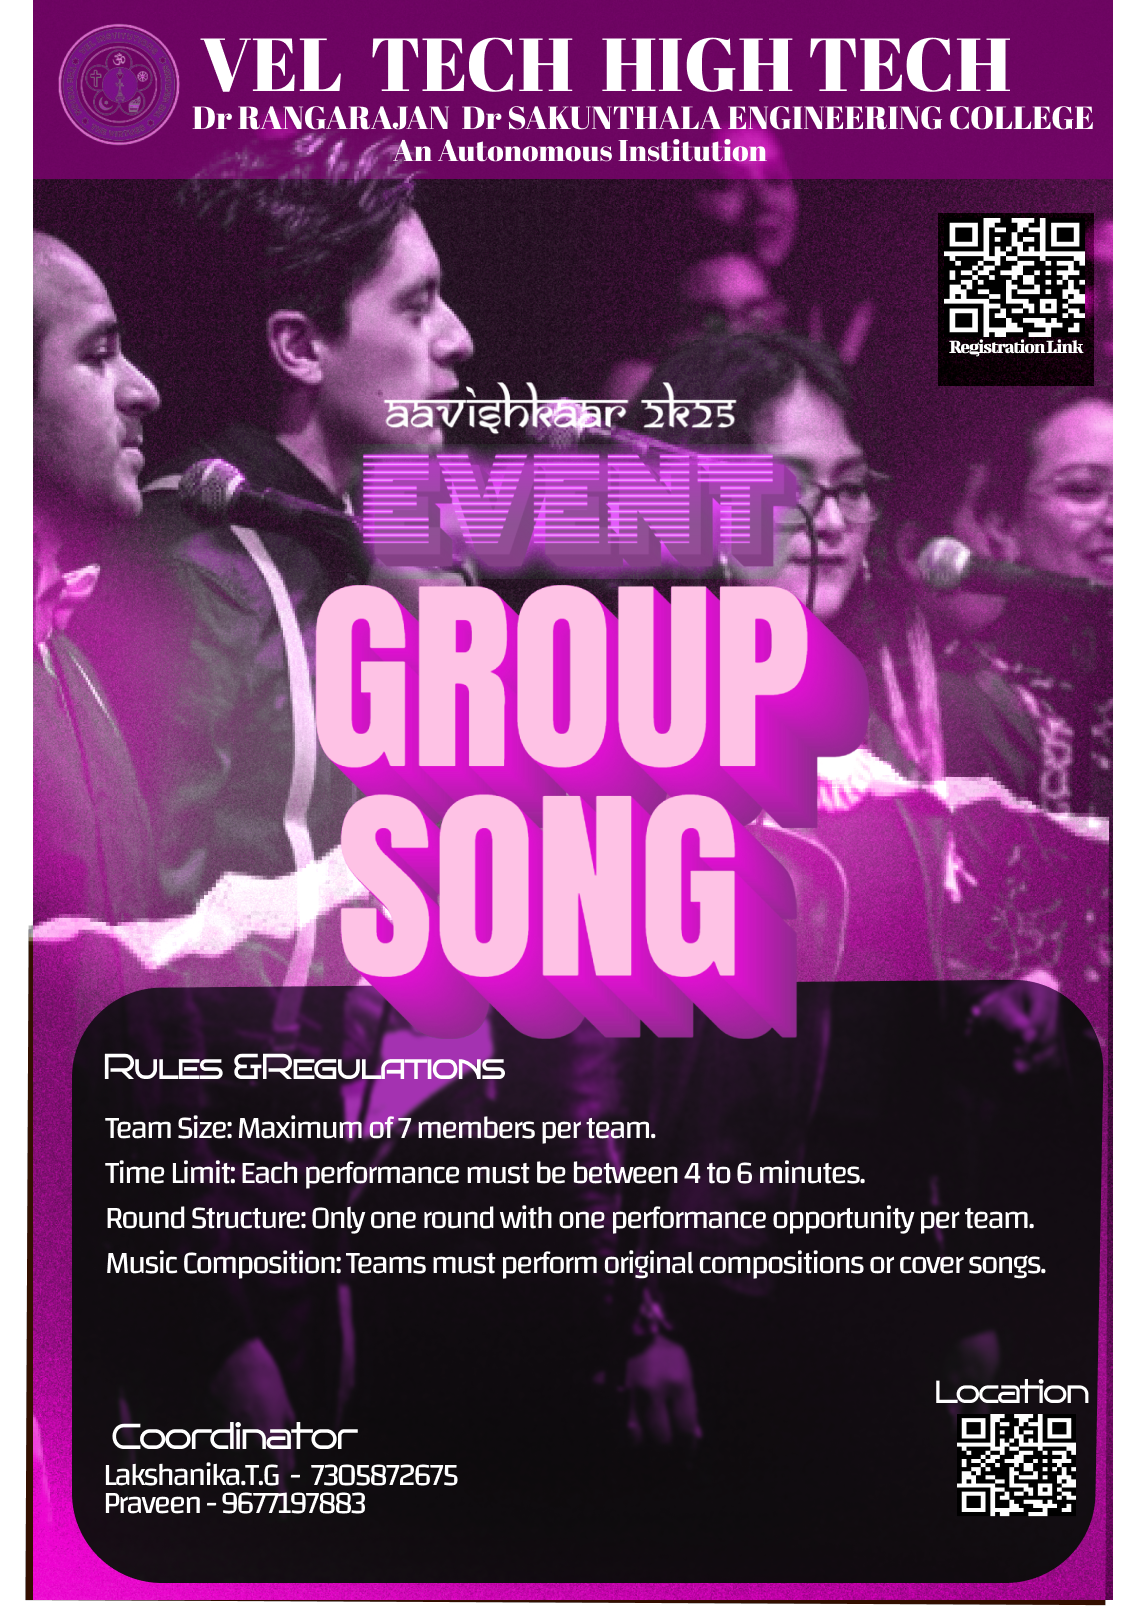 VEL TECH HIGH TECH
Dr RANGARAJAN Dr SAKUNTHALA ENGINEERING COLLEGE
An Autonomous Institution
Registration Link
aavishkaar 2k25
EVENT
GROUP
SONG
Rules &Regulations
Team Size: Maximum of 7 members per team.
Time Limit: Each performance must be between 4 to 6 minutes.
Round Structure: Only one round with one performance opportunity per team.
Music Composition: Teams must perform original compositions or cover songs.
Location
Coordinator
Lakshanika.T.G - 7305872675
Praveen - 9677197883